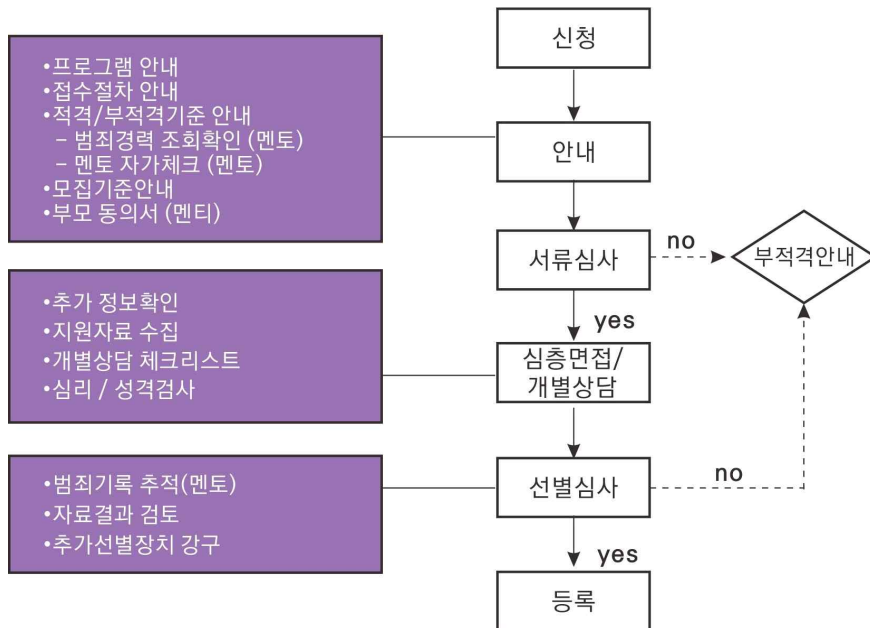 신청
•프로그램 안내
•접수절차 안내
•적격/부적격기준 안내
– 범죄경력 조회확인 (멘토)
– 멘토 자가체크 (멘토)
•모집기준안내
•부모 동의서 (멘티)
안내
서류심사
no
부적격안내
yes
•추가 정보확인
•지원자료 수집
•개별상담 체크리스트
•심리 / 성격검사
심층면접/
개별상담
•범죄기록 추적(멘토)
•자료결과 검토
•추가선별장치 강구
선별심사
no
yes
등록